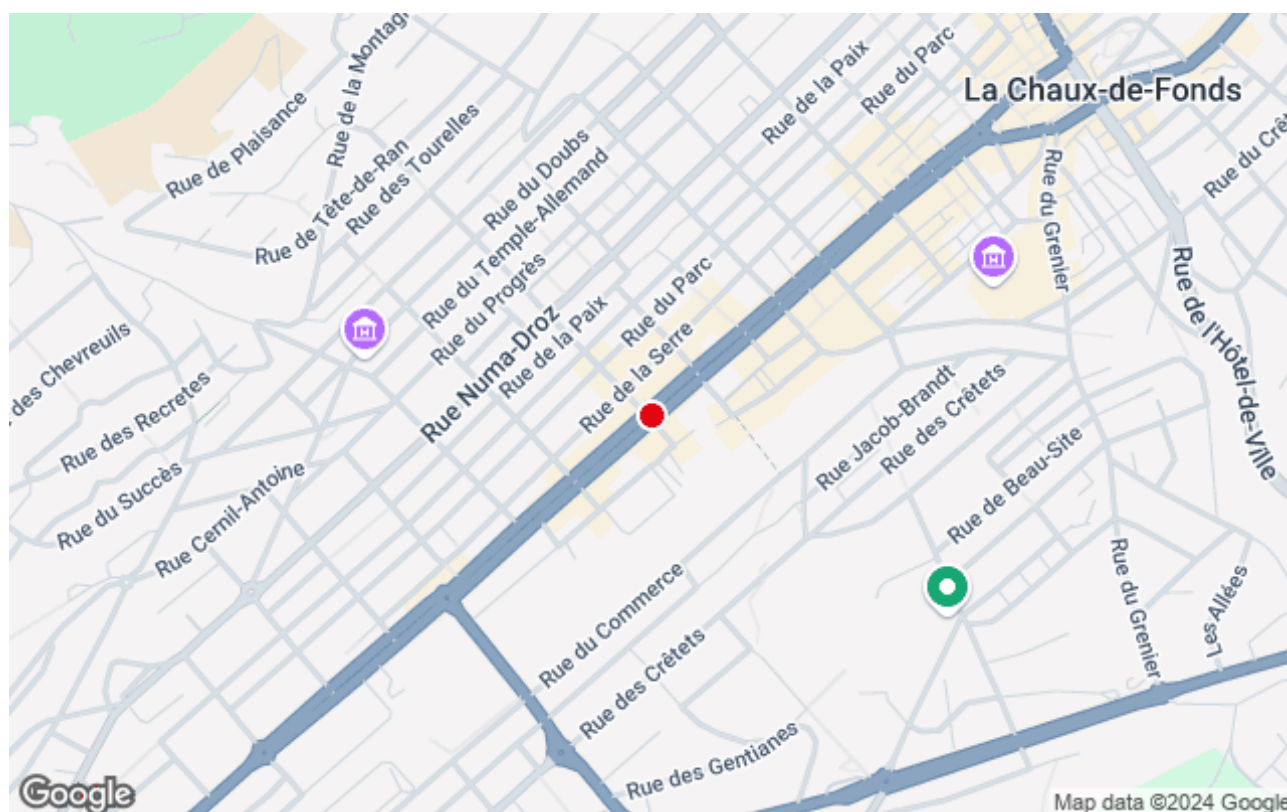 Rue de la Montag
Rue de la Paix
Rue du Parc
La Chaux-de-Fonds
Rue de Plaisance
Rue des Tourelles
Rue du Doubs
Rue du Crêt
Rue de Tête-de-Ran
Rue du Temple-Allemand
Rue du Grenier
Rue du Progrès
Rue du Parc
Rue de l'Hôtel-de-Ville
des Chevreuils
Rue Numa-Droz
Rue de la Paix
Rue de la Serre
Rue des Recretes
Rue Jacob-Brandt
Rue des Crêtets
Rue du Succès
Rue Cernil-Antoine
Rue de Beau-Site
Rue du Commerce
Rue du Grenier
Les Allées
Rue des Crêtets
Rue des Gentianes
Google
Map data ©2024 Google